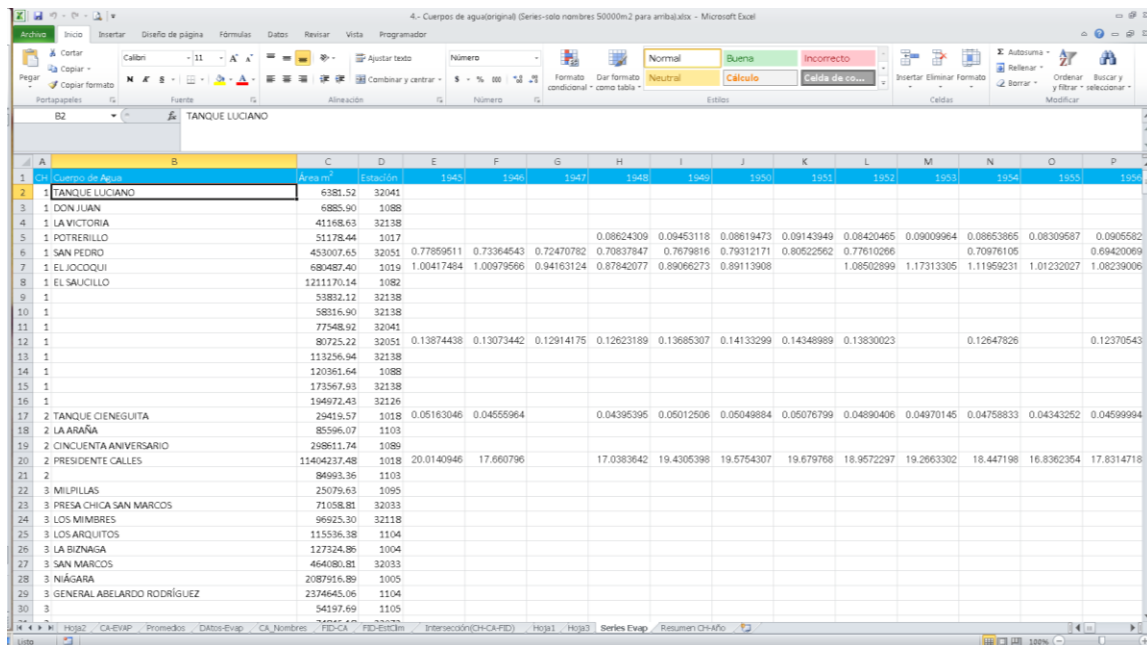 4.- Cuerpos de agua(original) (Series-solo nombres 50000m2 para arriba).xlsx - Microsoft Excel
Archivo Inicio Insertar Diseño de página Fórmulas Datos Revisar Vista Programador
Cortar Calibri 11 Ajustar texto Número Normal Buena Incorrecto Σ Autosuma
Copiar Rellenar
Pegar Copiar formato N K S Combinar y centrar $ % 000 Formato condicional Dar formato como tabla Neutral Cálculo Celda de co... Insertar Eliminar Formato Borrar Ordenar y filtrar Buscar y seleccionar
Portapapeles Fuente Alineación Número Estilos Celdas Modificar
B2 fx TANQUE LUCIANO
A B C D E F G H I J K L M N O P
1 CH Cuerpo de Agua Área m² Estación 1945 1946 1947 1948 1949 1950 1951 1952 1953 1954 1955 1956
2 1 TANQUE LUCIANO 6381.52 32041
3 1 DON JUAN 6885.90 1088
4 1 LA VICTORIA 41168.63 32138
5 1 POTRERILLO 51178.44 1017 0.08624309 0.09453118 0.08619473 0.09143949 0.08420465 0.09009964 0.08653865 0.08309587 0.0905582
6 1 SAN PEDRO 453007.65 32051 0.77859511 0.73364543 0.72470782 0.70837847 0.7679816 0.79312171 0.80522562 0.77610266 0.70976105 0.69420069
7 1 EL JOCOQUI 680487.40 1019 1.00417484 1.00979566 0.94163124 0.87842077 0.89066273 0.89113908 1.08502899 1.17313305 1.11959231 1.01232027 1.08239006
8 1 EL SAUCILLO 1211170.14 1082
9 1 53832.12 32138
10 1 58316.90 32138
11 1 77548.92 32041
12 1 80725.22 32051 0.13874438 0.13073442 0.12914175 0.12623189 0.13685307 0.14133299 0.14348989 0.13830023 0.12647826 0.12370543
13 1 113256.94 32138
14 1 120361.64 1088
15 1 173567.93 32138
16 1 194972.43 32126
17 2 TANQUE CIENEGUITA 29419.57 1018 0.05163046 0.04555964 0.04395395 0.05012506 0.05049884 0.05076799 0.04890406 0.04970145 0.04758833 0.04343252 0.04599994
18 2 LA ARAÑA 85596.07 1103
19 2 CINCUENTA ANIVERSARIO 298611.74 1089
20 2 PRESIDENTE CALLES 11404237.48 1018 20.0140946 17.660796 17.0383642 19.4305398 19.5754307 19.679768 18.9572297 19.2663302 18.447198 16.8362354 17.8314718
21 2 84993.36 1103
22 3 MILPILLAS 25079.63 1095
23 3 PRESA CHICA SAN MARCOS 71058.81 32033
24 3 LOS MIMBRES 96925.30 32118
25 3 LOS ARQUITOS 115536.38 1104
26 3 LA BIZNAGA 127324.86 1004
27 3 SAN MARCOS 464080.81 32033
28 3 NIÁGARA 2087916.89 1005
29 3 GENERAL ABELARDO RODRÍGUEZ 2374645.06 1104
30 3 54197.69 1105
Hoja2 CA-EVAP Promedios DAtos-Evap CA_Nombres FID-CA FID-EstClim Intersección(CH-CA-FID) Hoja1 Hoja3 Series Evap Resumen CH-Año
Listo 100%